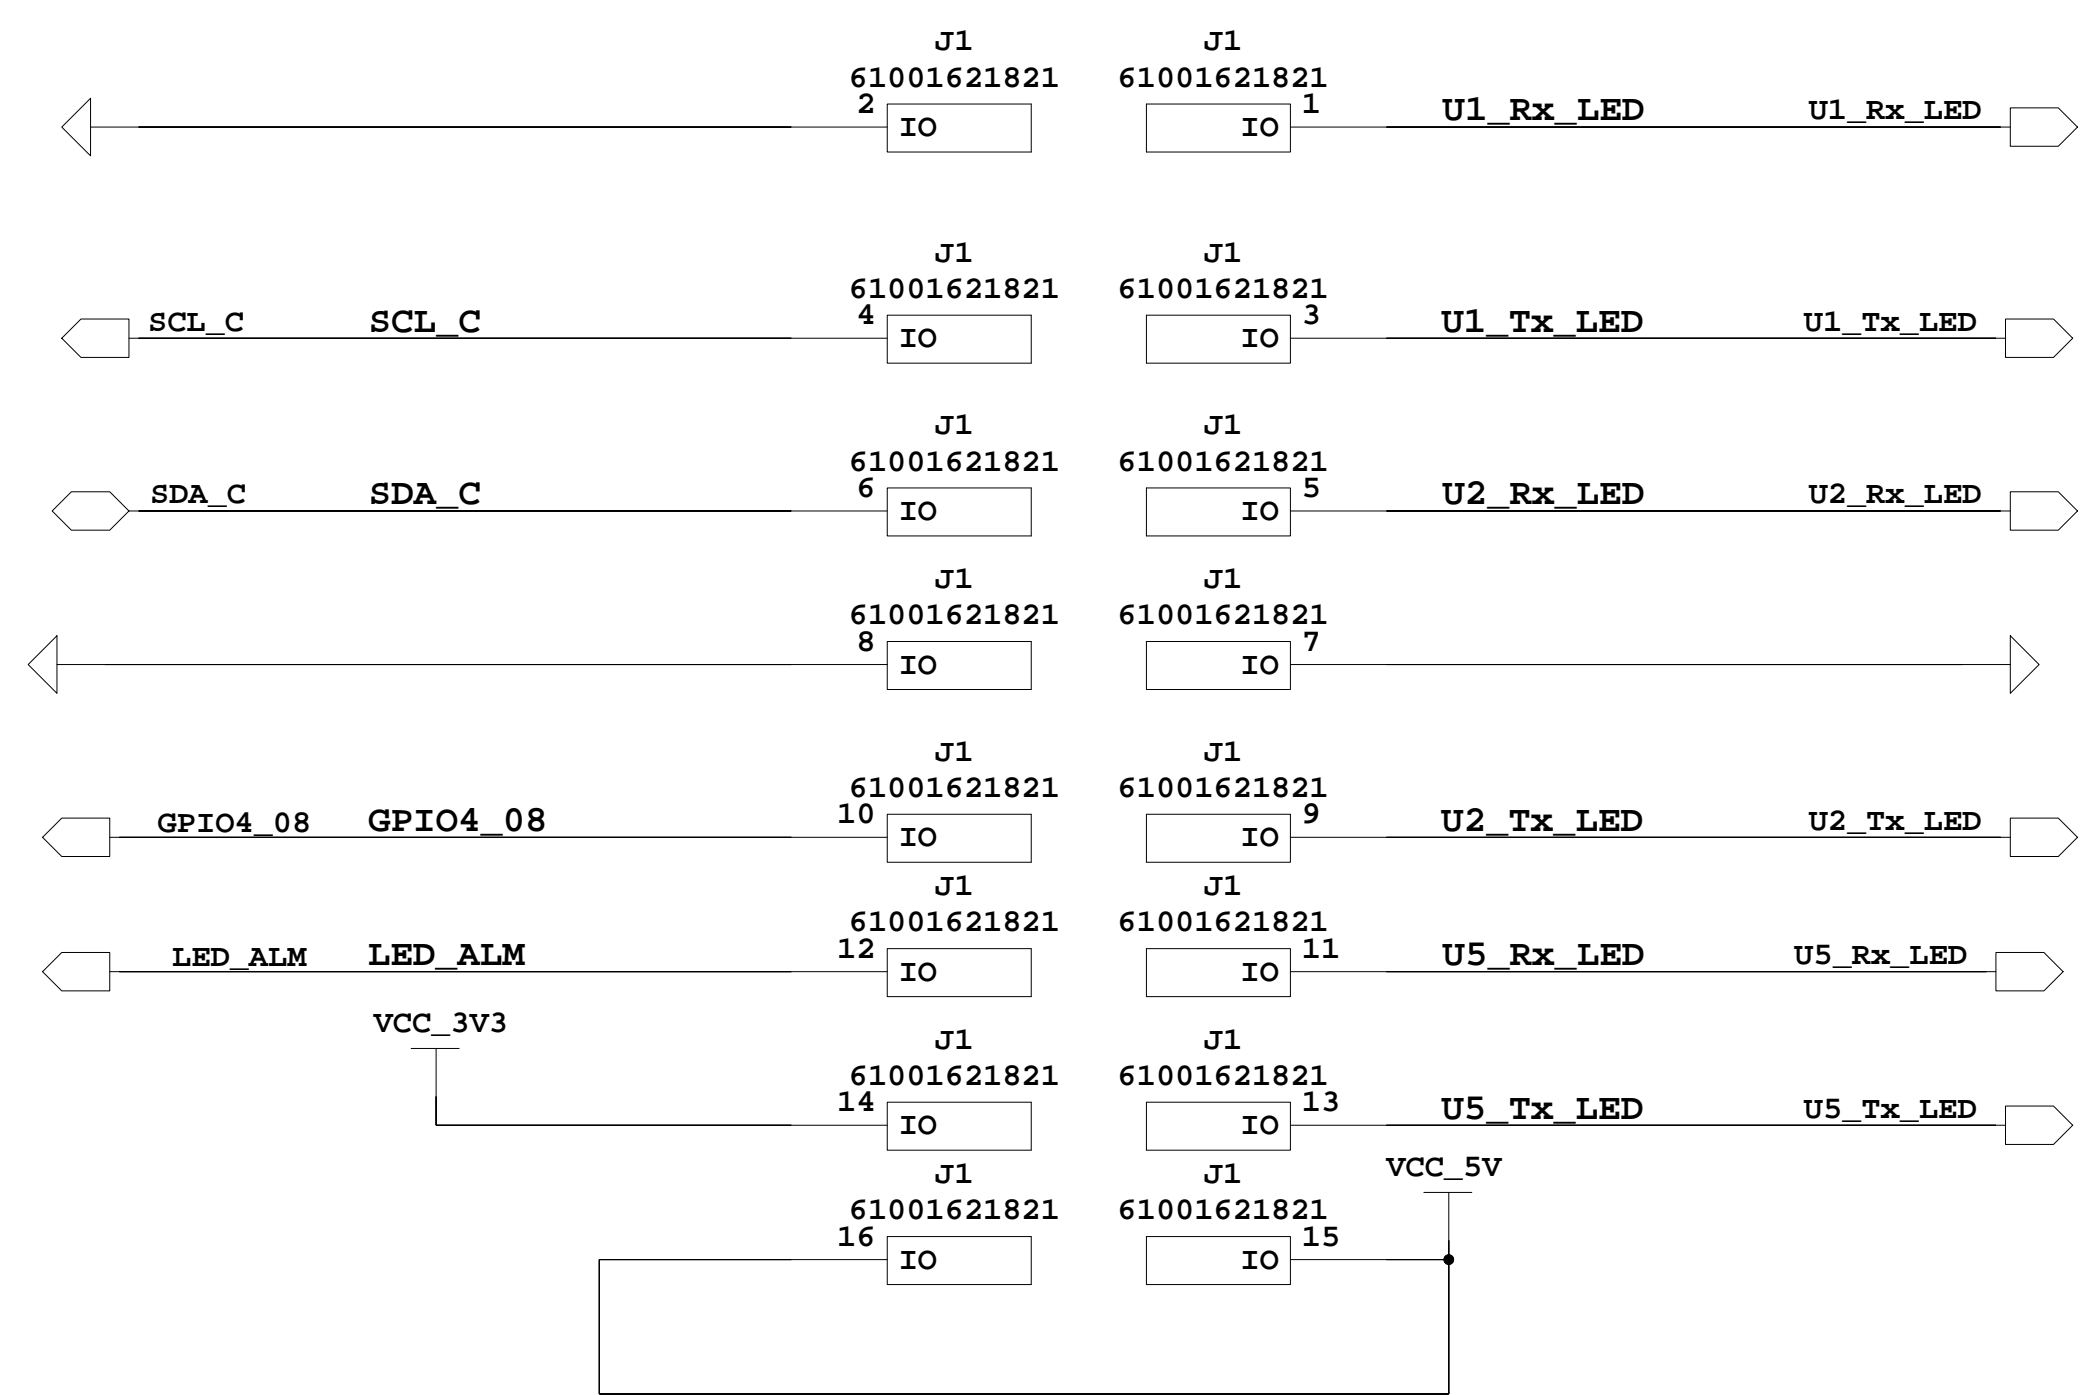 J1 J1
61001621821 61001621821
2 IO IO 1 U1_Rx_LED U1_Rx_LED
J1 J1
61001621821 61001621821
SCL_C SCL_C 4 IO IO 3 U1_Tx_LED U1_Tx_LED
J1 J1
61001621821 61001621821
SDA_C SDA_C 6 IO IO 5 U2_Rx_LED U2_Rx_LED
J1 J1
61001621821 61001621821
8 IO IO 7
J1 J1
61001621821 61001621821
GPIO4_08 GPIO4_08 10 IO IO 9 U2_Tx_LED U2_Tx_LED
J1 J1
61001621821 61001621821
LED_ALM LED_ALM 12 IO IO 11 U5_Rx_LED U5_Rx_LED
VCC_3V3
J1 J1
61001621821 61001621821
14 IO IO 13 U5_Tx_LED U5_Tx_LED
VCC_5V
J1 J1
61001621821 61001621821
16 IO IO 15